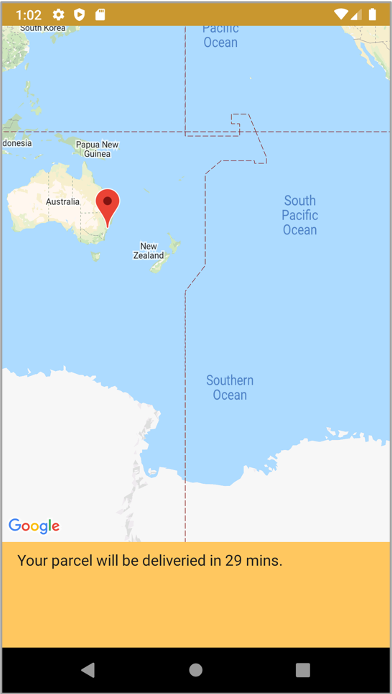 1:02
South Korea
Pacific
Ocean
donesia
Papua New
Guinea
Australia
South
Pacific
Ocean
New
Zealand
Southern
Ocean
Google
Your parcel will be deliveried in 29 mins.